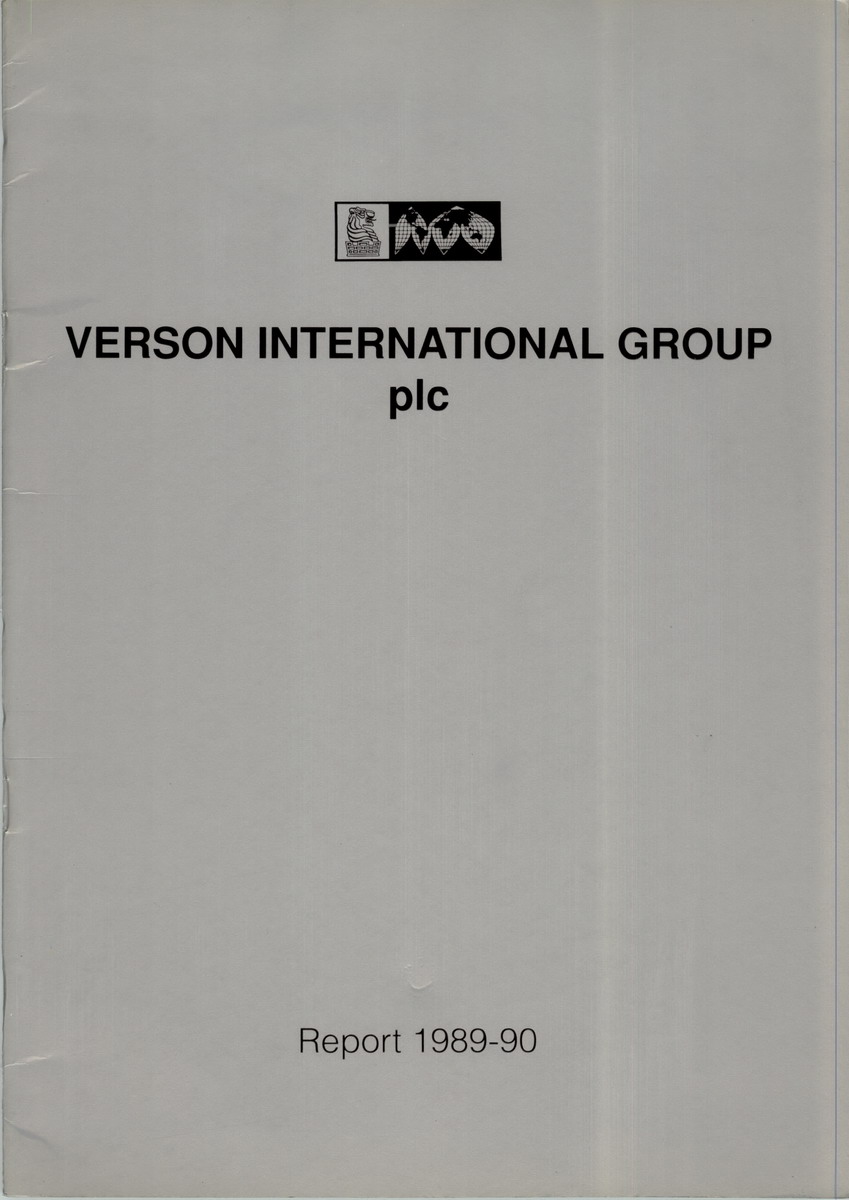 VERSON INTERNATIONAL GROUP
plc
Report 1989-90